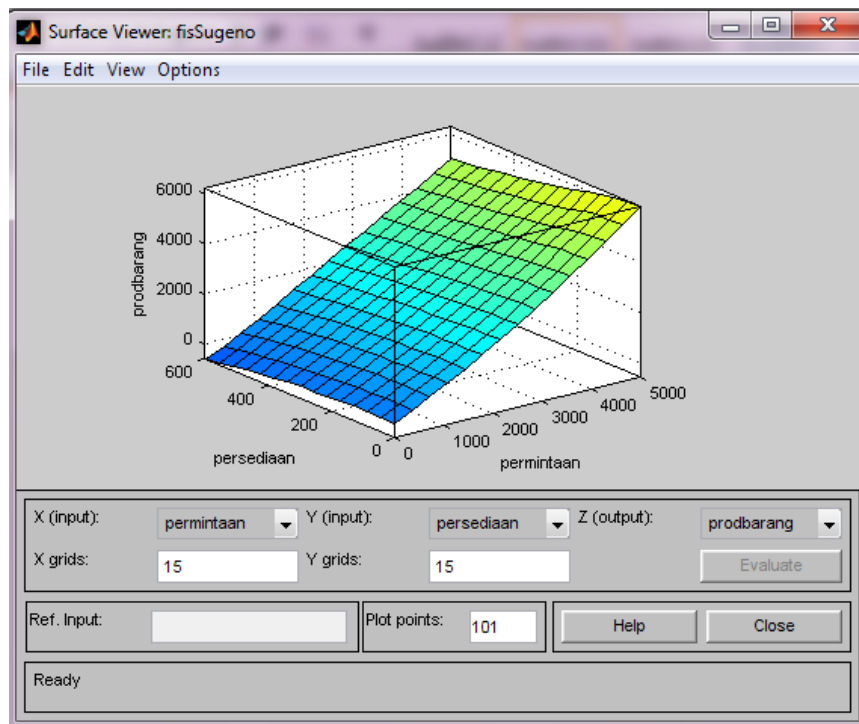 Surface Viewer: fisSugeno
File Edit View Options
6000
4000
2000
0
prodbarang
600
400
200
0
persediaan
0
1000
2000
3000
4000
5000
permintaan
X (input): permintaan Y (input): persediaan Z (output): prodbarang
X grids: 15 Y grids: 15 Evaluate
Ref. Input: Plot points: 101 Help Close
Ready